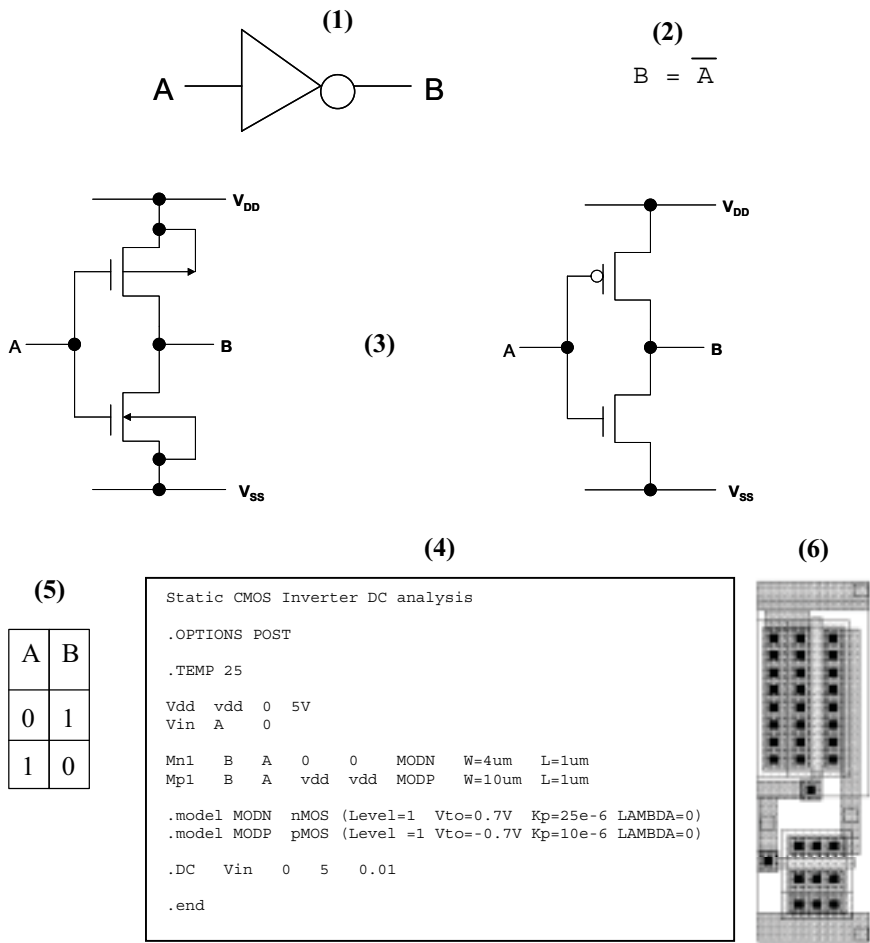 (1)
A B
(2)
B = A̅
V_DD
A
B
V_SS
(3)
V_DD
A
B
V_SS
(4)
Static CMOS Inverter DC analysis
.OPTIONS POST
.TEMP 25
Vdd vdd 0 5V
Vin A 0
Mn1 B A 0 0 MODN W=4um L=1um
Mp1 B A vdd vdd MODP W=10um L=1um
.model MODN nMOS (Level=1 Vto=0.7V Kp=25e-6 LAMBDA=0)
.model MODP pMOS (Level =1 Vto=-0.7V Kp=10e-6 LAMBDA=0)
.DC Vin 0 5 0.01
.end
(5)
A B
0 1
1 0
(6)